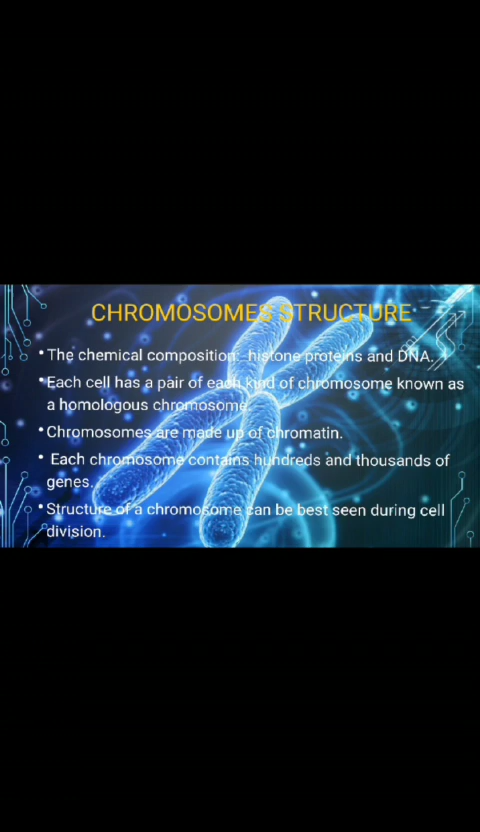 CHROMOSOMES STRUCTURE
• The chemical composition:_histone proteins and DNA.
• Each cell has a pair of each kind of chromosome known as
a homologous chromosome.
• Chromosomes are made up of chromatin.
• Each chromosome contains hundreds and thousands of
genes.
• Structure of a chromosome can be best seen during cell
division.